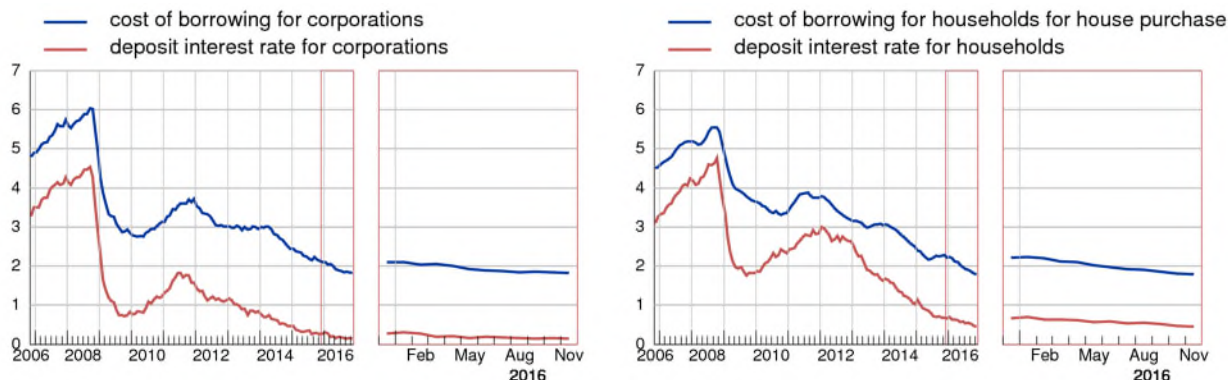 cost of borrowing for corporations
deposit interest rate for corporations
7
6
5
4
3
2
1
0
2006 2008 2010 2012 2014 2016
Feb May Aug Nov
2016
cost of borrowing for households for house purchase
deposit interest rate for households
7
6
5
4
3
2
1
0
2006 2008 2010 2012 2014 2016
Feb May Aug Nov
2016